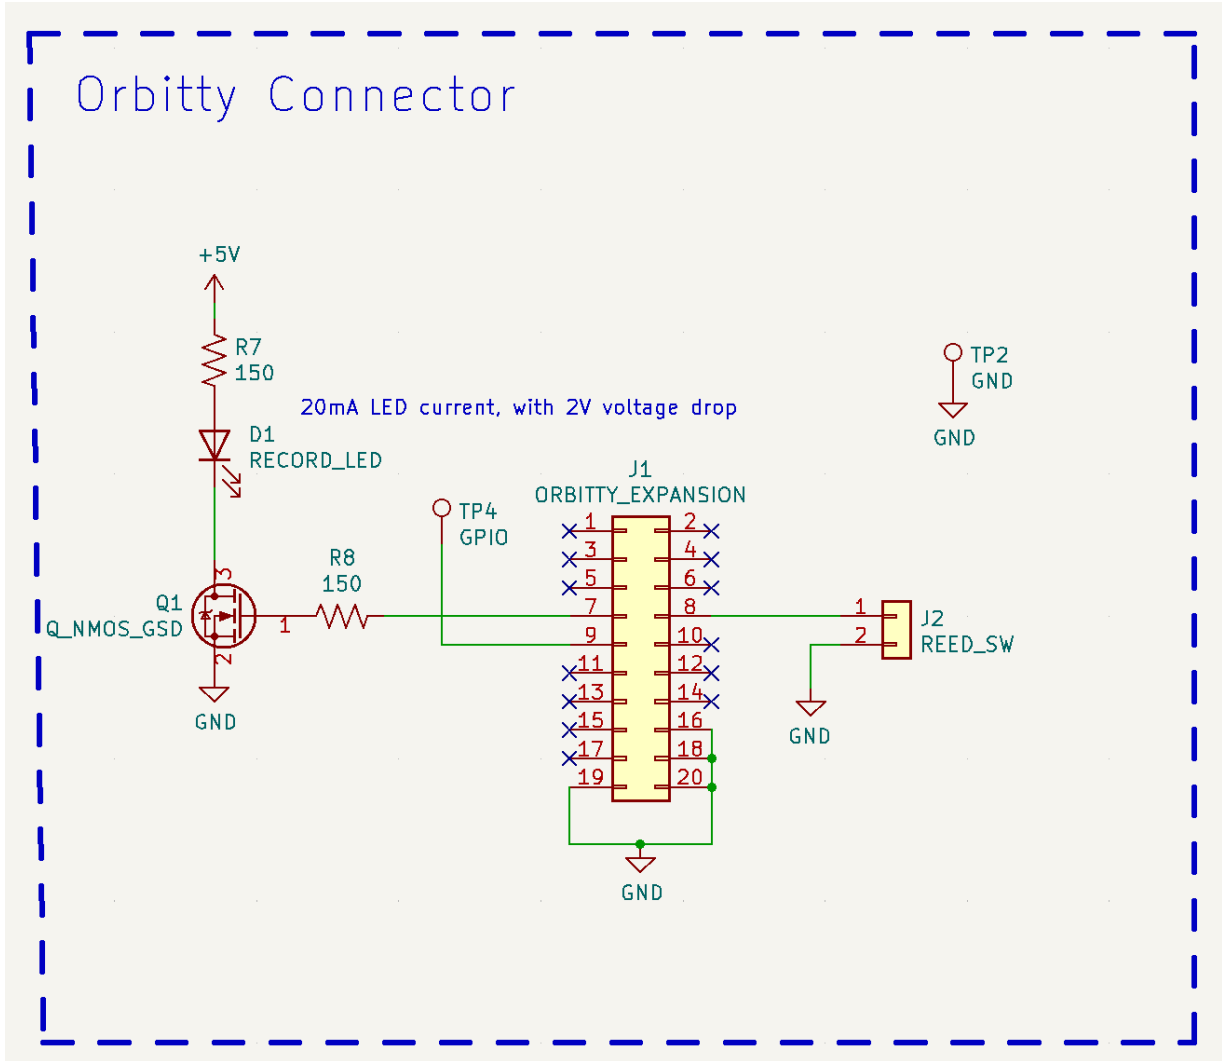 Orbitty Connector
+5V
R7
150
20mA LED current, with 2V voltage drop
D1
RECORD_LED
TP2
GND
GND
J1
ORBITTY_EXPANSION
TP4
GPIO
1 2
3 4
5 6
7 8
9 10
11 12
13 14
15 16
17 18
19 20
R8
150
3
Q1
Q_NMOS_GSD
1
2
GND
1
2
J2
REED_SW
GND
GND